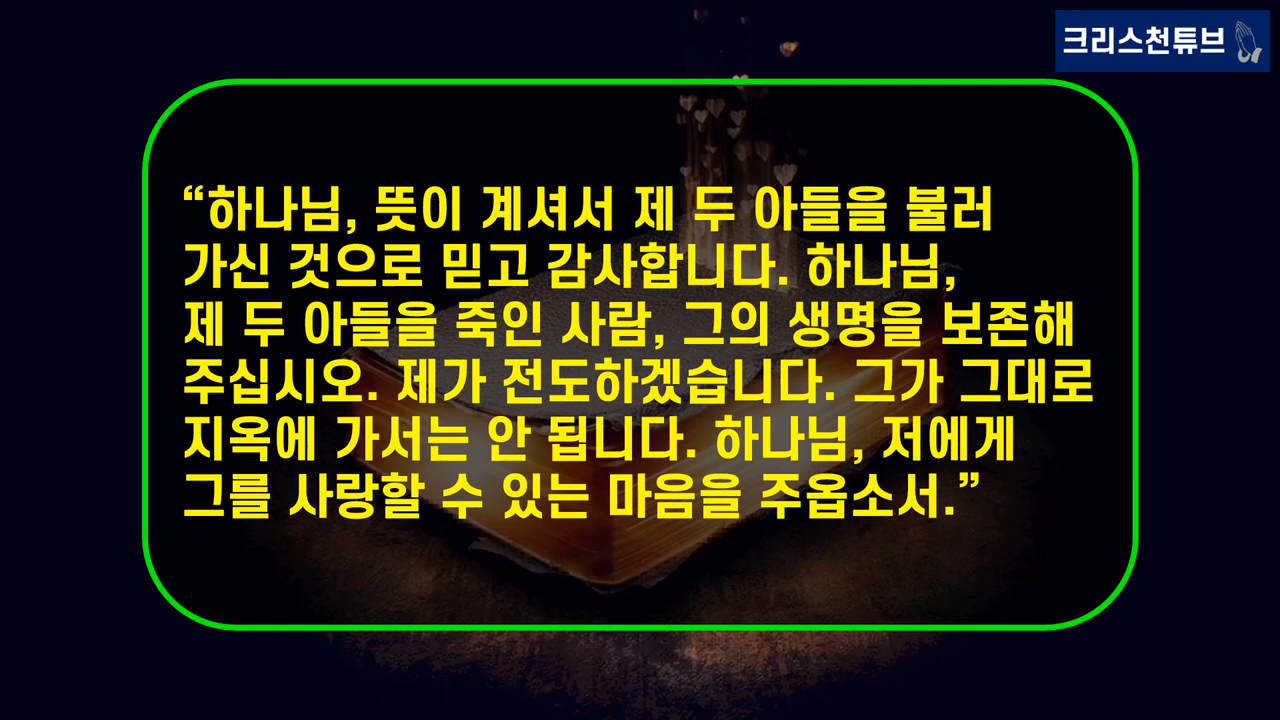 크리스천튜브
“하나님, 뜻이 계셔서 제 두 아들을 불러
가신 것으로 믿고 감사합니다. 하나님,
제 두 아들을 죽인 사람, 그의 생명을 보존해
주십시오. 제가 전도하겠습니다. 그가 그대로
지옥에 가서는 안 됩니다. 하나님, 저에게
그를 사랑할 수 있는 마음을 주옵소서.”